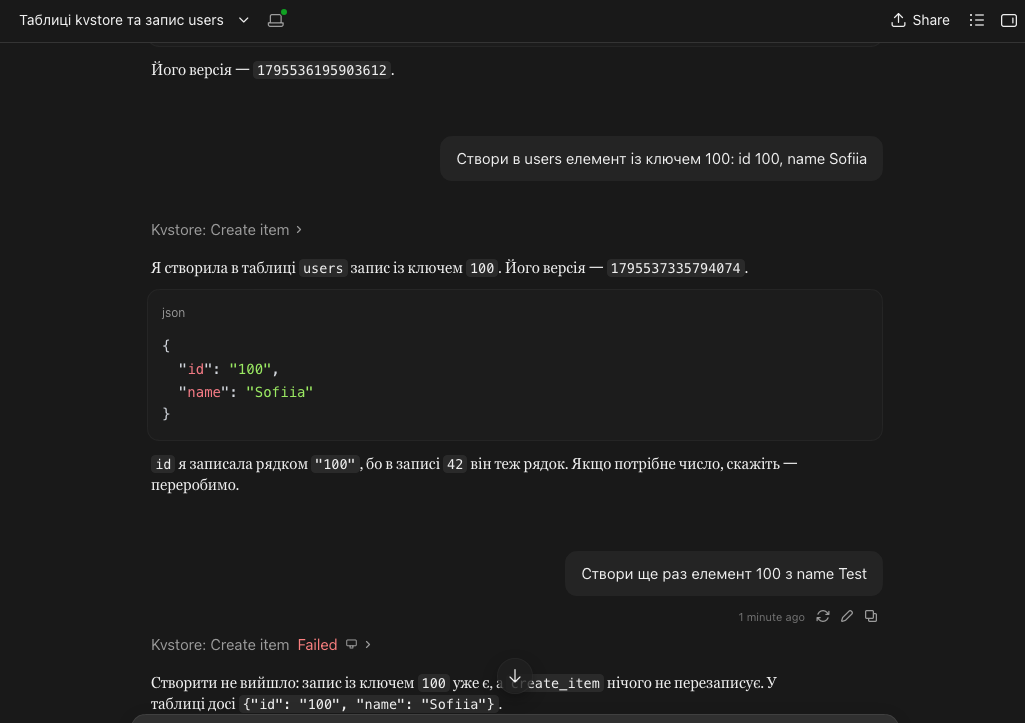 Таблиці kvstore та запис users
Share
Його версія — 1795536195903612.
Створи в users елемент із ключем 100: id 100, name Sofiia
Kvstore: Create item
Я створила в таблиці users запис із ключем 100. Його версія — 1795537335794074.
json
{
"id": "100",
"name": "Sofiia"
}
id я записала рядком "100", бо в записі 42 він теж рядок. Якщо потрібне число, скажіть —
переробимо.
Створи ще раз елемент 100 з name Test
1 minute ago
Kvstore: Create item Failed
Створити не вийшло: запис із ключем 100 уже є, а create_item нічого не перезаписує. У
таблиці досі {"id": "100", "name": "Sofiia"}.